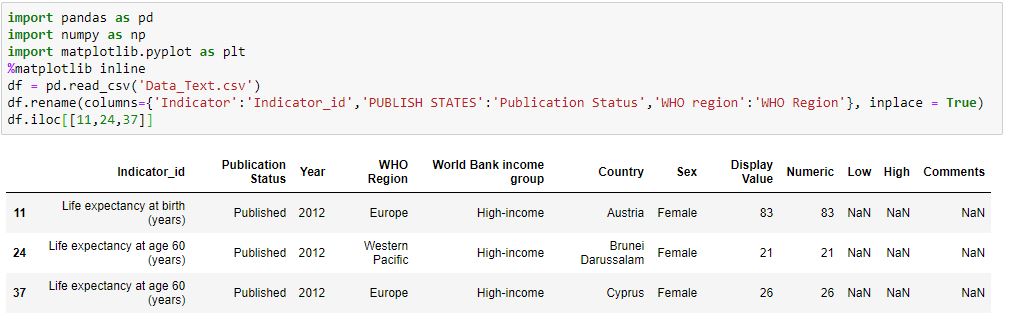 import pandas as pd
import numpy as np
import matplotlib.pyplot as plt
%matplotlib inline
df = pd.read_csv('Data_Text.csv')
df.rename(columns={'Indicator':'Indicator_id','PUBLISH STATES':'Publication Status','WHO region':'WHO Region'}, inplace = True)
df.iloc[[11,24,37]]
Indicator_id Publication Status Year WHO Region World Bank income group Country Sex Display Value Numeric Low High Comments
11 Life expectancy at birth (years) Published 2012 Europe High-income Austria Female 83 83 NaN NaN NaN
24 Life expectancy at age 60 (years) Published 2012 Western Pacific High-income Brunei Darussalam Female 21 21 NaN NaN NaN
37 Life expectancy at age 60 (years) Published 2012 Europe High-income Cyprus Female 26 26 NaN NaN NaN